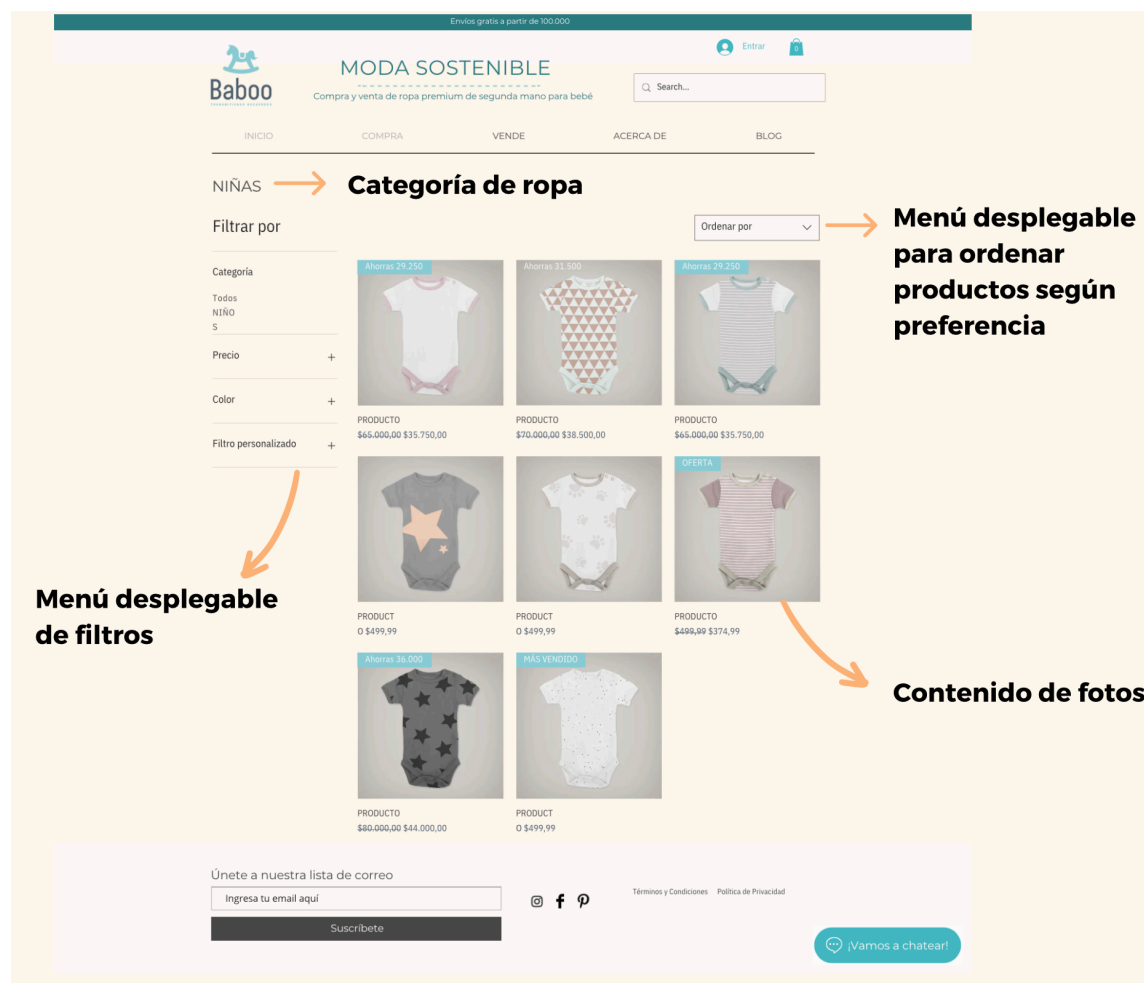 Envíos gratis a partir de 100.000
Entrar
0
Baboo
MODA SOSTENIBLE
Compra y venta de ropa premium de segunda mano para bebé
Search...
INICIO
COMPRA
VENDE
ACERCA DE
BLOG
NIÑAS
Categoría de ropa
Filtrar por
Ordenar por
Menú desplegable
para ordenar
productos según
preferencia
Categoría
Todos
NIÑO
S
Precio +
Color +
Filtro personalizado +
Menú desplegable
de filtros
Ahorras 29.250
PRODUCTO
$65.000,00 $35.750,00
Ahorras 31.500
PRODUCTO
$70.000,00 $38.500,00
Ahorras 29.250
PRODUCTO
$65.000,00 $35.750,00
PRODUCT
O $499,99
PRODUCT
O $499,99
OFERTA
PRODUCTO
$499,99 $374,99
Contenido de fotos
Ahorras 36.000
PRODUCTO
$80.000,00 $44.000,00
MÁS VENDIDO
PRODUCT
O $499,99
Únete a nuestra lista de correo
Ingresa tu email aquí
Suscríbete
Términos y Condiciones
Política de Privacidad
¡Vamos a chatear!